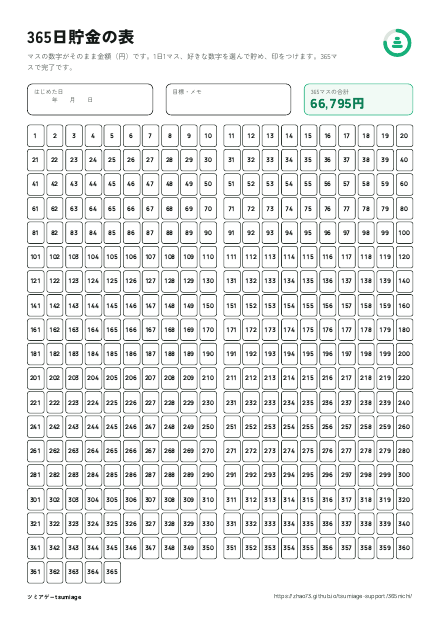 365日貯金の表
マスの数字がそのまま金額（円）です。1日1マス、好きな数字を選んで貯め、印をつけます。365マ
スで完了です。
はじめた日
年 月 日
目標・メモ
365マスの合計
66,795円
1 2 3 4 5 6 7 8 9 10 11 12 13 14 15 16 17 18 19 20
21 22 23 24 25 26 27 28 29 30 31 32 33 34 35 36 37 38 39 40
41 42 43 44 45 46 47 48 49 50 51 52 53 54 55 56 57 58 59 60
61 62 63 64 65 66 67 68 69 70 71 72 73 74 75 76 77 78 79 80
81 82 83 84 85 86 87 88 89 90 91 92 93 94 95 96 97 98 99 100
101 102 103 104 105 106 107 108 109 110 111 112 113 114 115 116 117 118 119 120
121 122 123 124 125 126 127 128 129 130 131 132 133 134 135 136 137 138 139 140
141 142 143 144 145 146 147 148 149 150 151 152 153 154 155 156 157 158 159 160
161 162 163 164 165 166 167 168 169 170 171 172 173 174 175 176 177 178 179 180
181 182 183 184 185 186 187 188 189 190 191 192 193 194 195 196 197 198 199 200
201 202 203 204 205 206 207 208 209 210 211 212 213 214 215 216 217 218 219 220
221 222 223 224 225 226 227 228 229 230 231 232 233 234 235 236 237 238 239 240
241 242 243 244 245 246 247 248 249 250 251 252 253 254 255 256 257 258 259 260
261 262 263 264 265 266 267 268 269 270 271 272 273 274 275 276 277 278 279 280
281 282 283 284 285 286 287 288 289 290 291 292 293 294 295 296 297 298 299 300
301 302 303 304 305 306 307 308 309 310 311 312 313 314 315 316 317 318 319 320
321 322 323 324 325 326 327 328 329 330 331 332 333 334 335 336 337 338 339 340
341 342 343 344 345 346 347 348 349 350 351 352 353 354 355 356 357 358 359 360
361 362 363 364 365
ツミアゲーtsumiage
https://zhao73.github.io/tsumiage-support/365nichi/